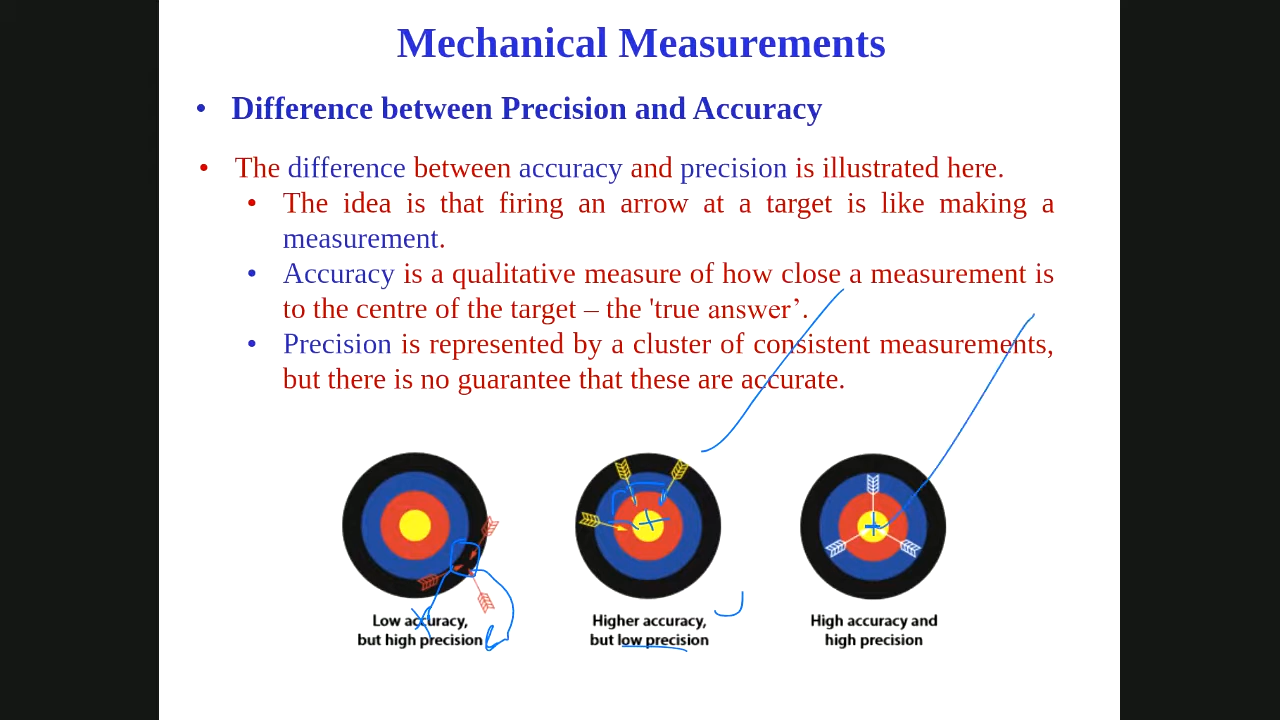 Mechanical Measurements
• Difference between Precision and Accuracy
• The difference between accuracy and precision is illustrated here.
• The idea is that firing an arrow at a target is like making a
measurement.
• Accuracy is a qualitative measure of how close a measurement is
to the centre of the target – the 'true answer’.
• Precision is represented by a cluster of consistent measurements,
but there is no guarantee that these are accurate.
Low accuracy,
but high precision
Higher accuracy,
but low precision
High accuracy and
high precision